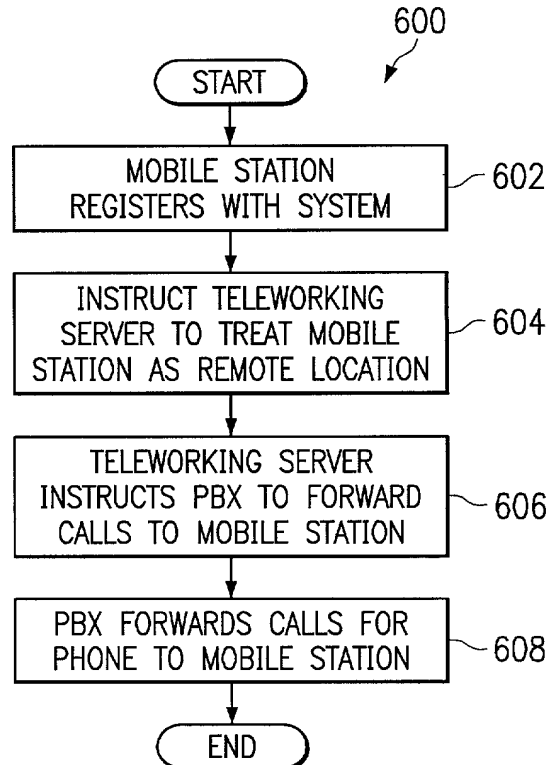 600
START
MOBILE STATION
REGISTERS WITH SYSTEM
602
INSTRUCT TELEWORKING
SERVER TO TREAT MOBILE
STATION AS REMOTE LOCATION
604
TELEWORKING SERVER
INSTRUCTS PBX TO FORWARD
CALLS TO MOBILE STATION
606
PBX FORWARDS CALLS FOR
PHONE TO MOBILE STATION
608
END